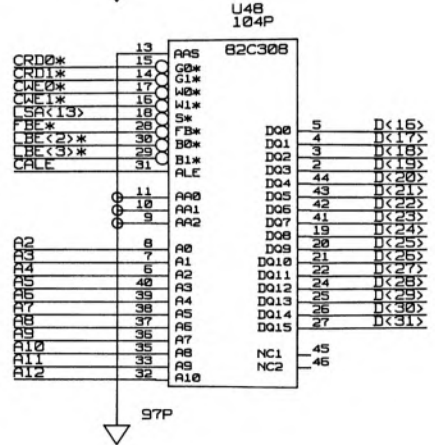 U48
104P
82C308
13 AAS
CRD0* 15 G0*
CRD1* 14 G1*
CWE0* 17 W0*
CWE1* 16 W1*
LSA<13> 18 S*
FBE* 28 FB*
LBE<2>* 30 B0*
LBE<3>* 29 B1*
CALE 31 ALE
11 AA0
10 AA1
9 AA2
A2 8 A0
A3 7 A1
A4 6 A2
A5 40 A3
A6 39 A4
A7 38 A5
A8 37 A6
A9 36 A7
A10 35 A8
A11 33 A9
A12 32 A10
DQ0 5 D<16>
DQ1 4 D<17>
DQ2 3 D<18>
DQ3 2 D<19>
DQ4 44 D<20>
DQ5 43 D<21>
DQ6 42 D<22>
DQ7 41 D<23>
DQ8 19 D<24>
DQ9 20 D<25>
DQ10 21 D<26>
DQ11 22 D<27>
DQ12 24 D<28>
DQ13 25 D<29>
DQ14 26 D<30>
DQ15 27 D<31>
NC1 45
NC2 46
97P